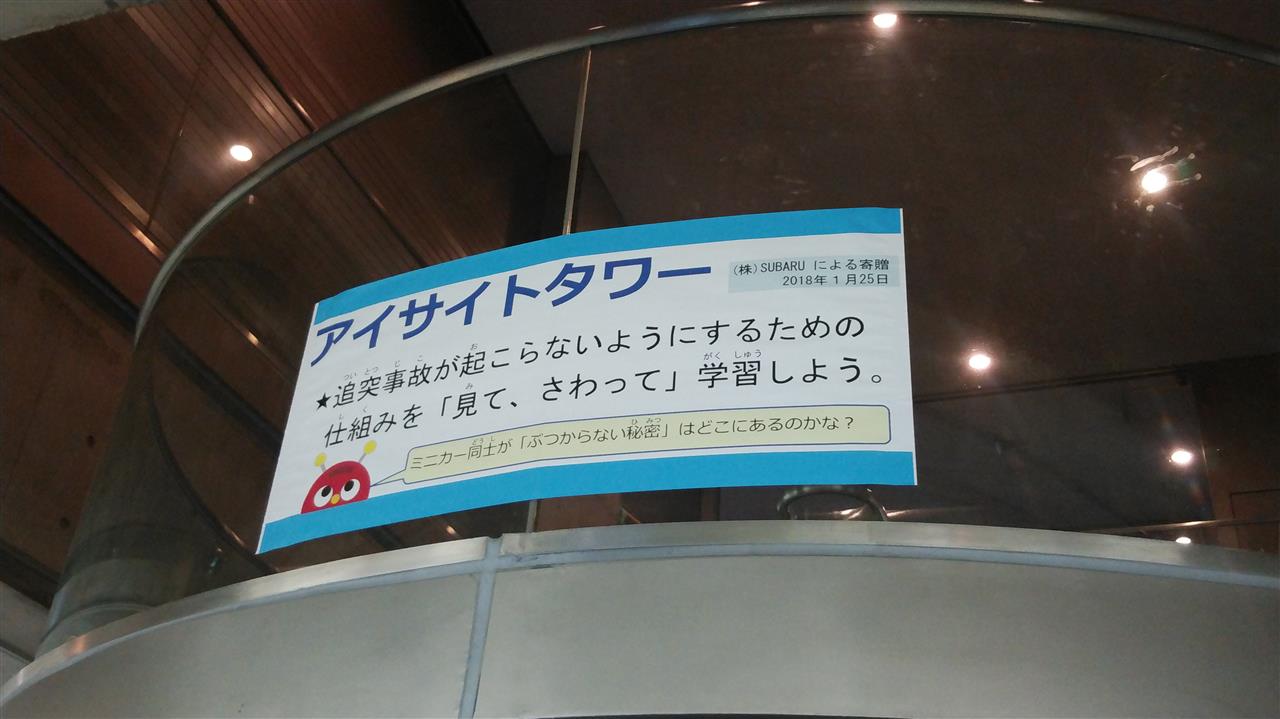 アイサイトタワー
(株)SUBARU による寄贈
2018年1月25日
★追突事故が起こらないようにするための
仕組みを「見て、さわって」学習しよう。
ミニカー同士が「ぶつからない秘密」はどこにあるのかな?